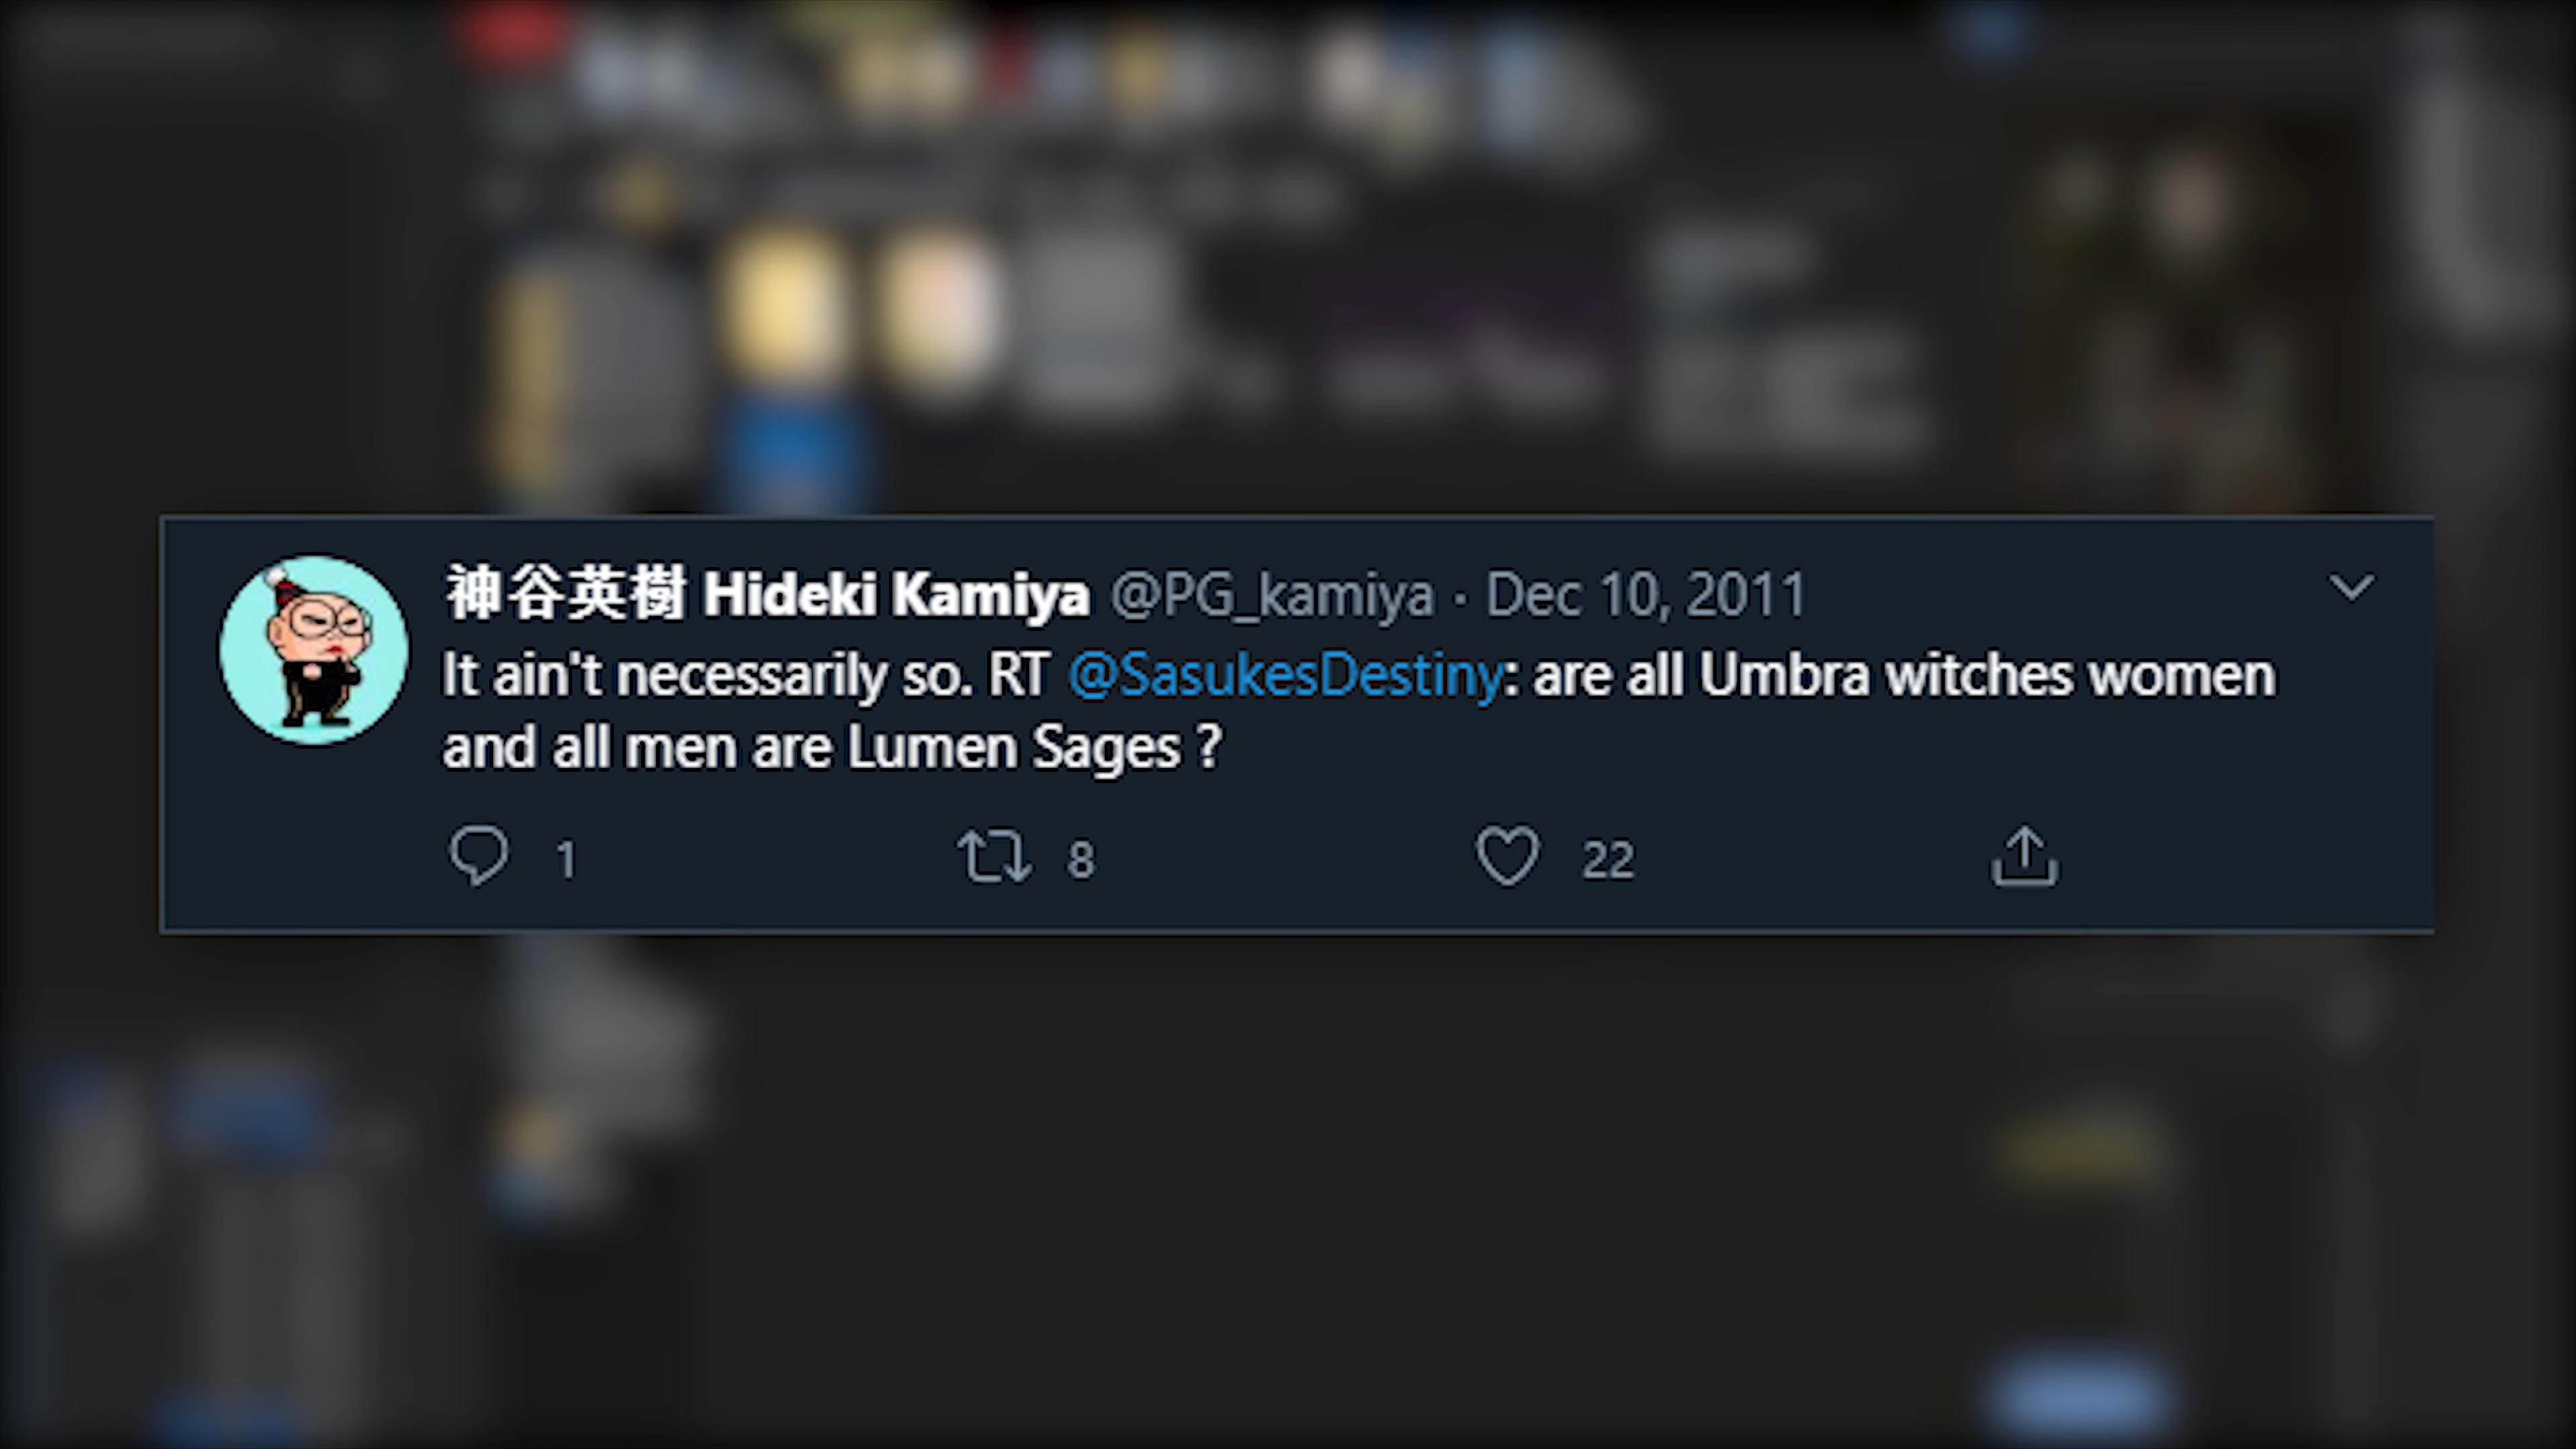 神谷英樹 Hideki Kamiya @PG_kamiya · Dec 10, 2011
It ain't necessarily so. RT @SasukesDestiny: are all Umbra witches women
and all men are Lumen Sages ?
1 8 22